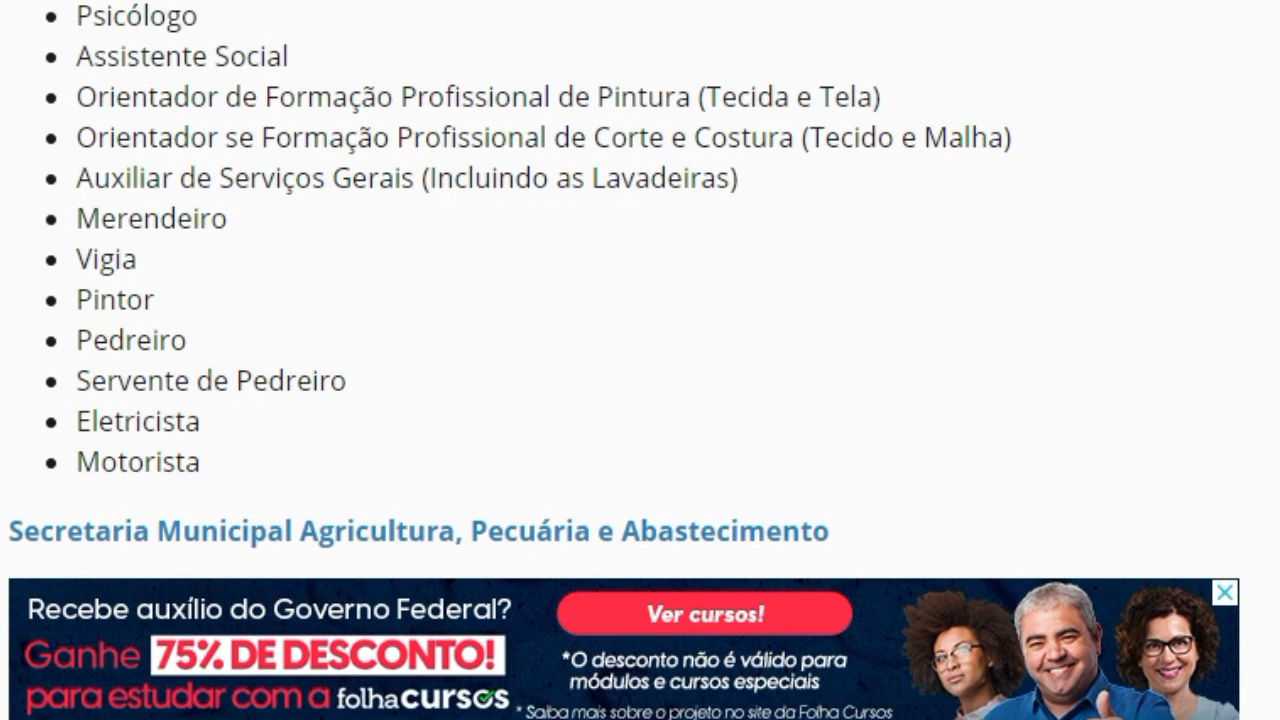 Psicólogo
Assistente Social
Orientador de Formação Profissional de Pintura (Tecida e Tela)
Orientador se Formação Profissional de Corte e Costura (Tecido e Malha)
Auxiliar de Serviços Gerais (Incluindo as Lavadeiras)
Merendeiro
Vigia
Pintor
Pedreiro
Servente de Pedreiro
Eletricista
Motorista
Secretaria Municipal Agricultura, Pecuária e Abastecimento
Recebe auxílio do Governo Federal?
Ganhe 75% DE DESCONTO!
para estudar com a folhacursos
Ver cursos!
*O desconto não é válido para
módulos e cursos especiais
* Saiba mais sobre o projeto no site da Folha Cursos